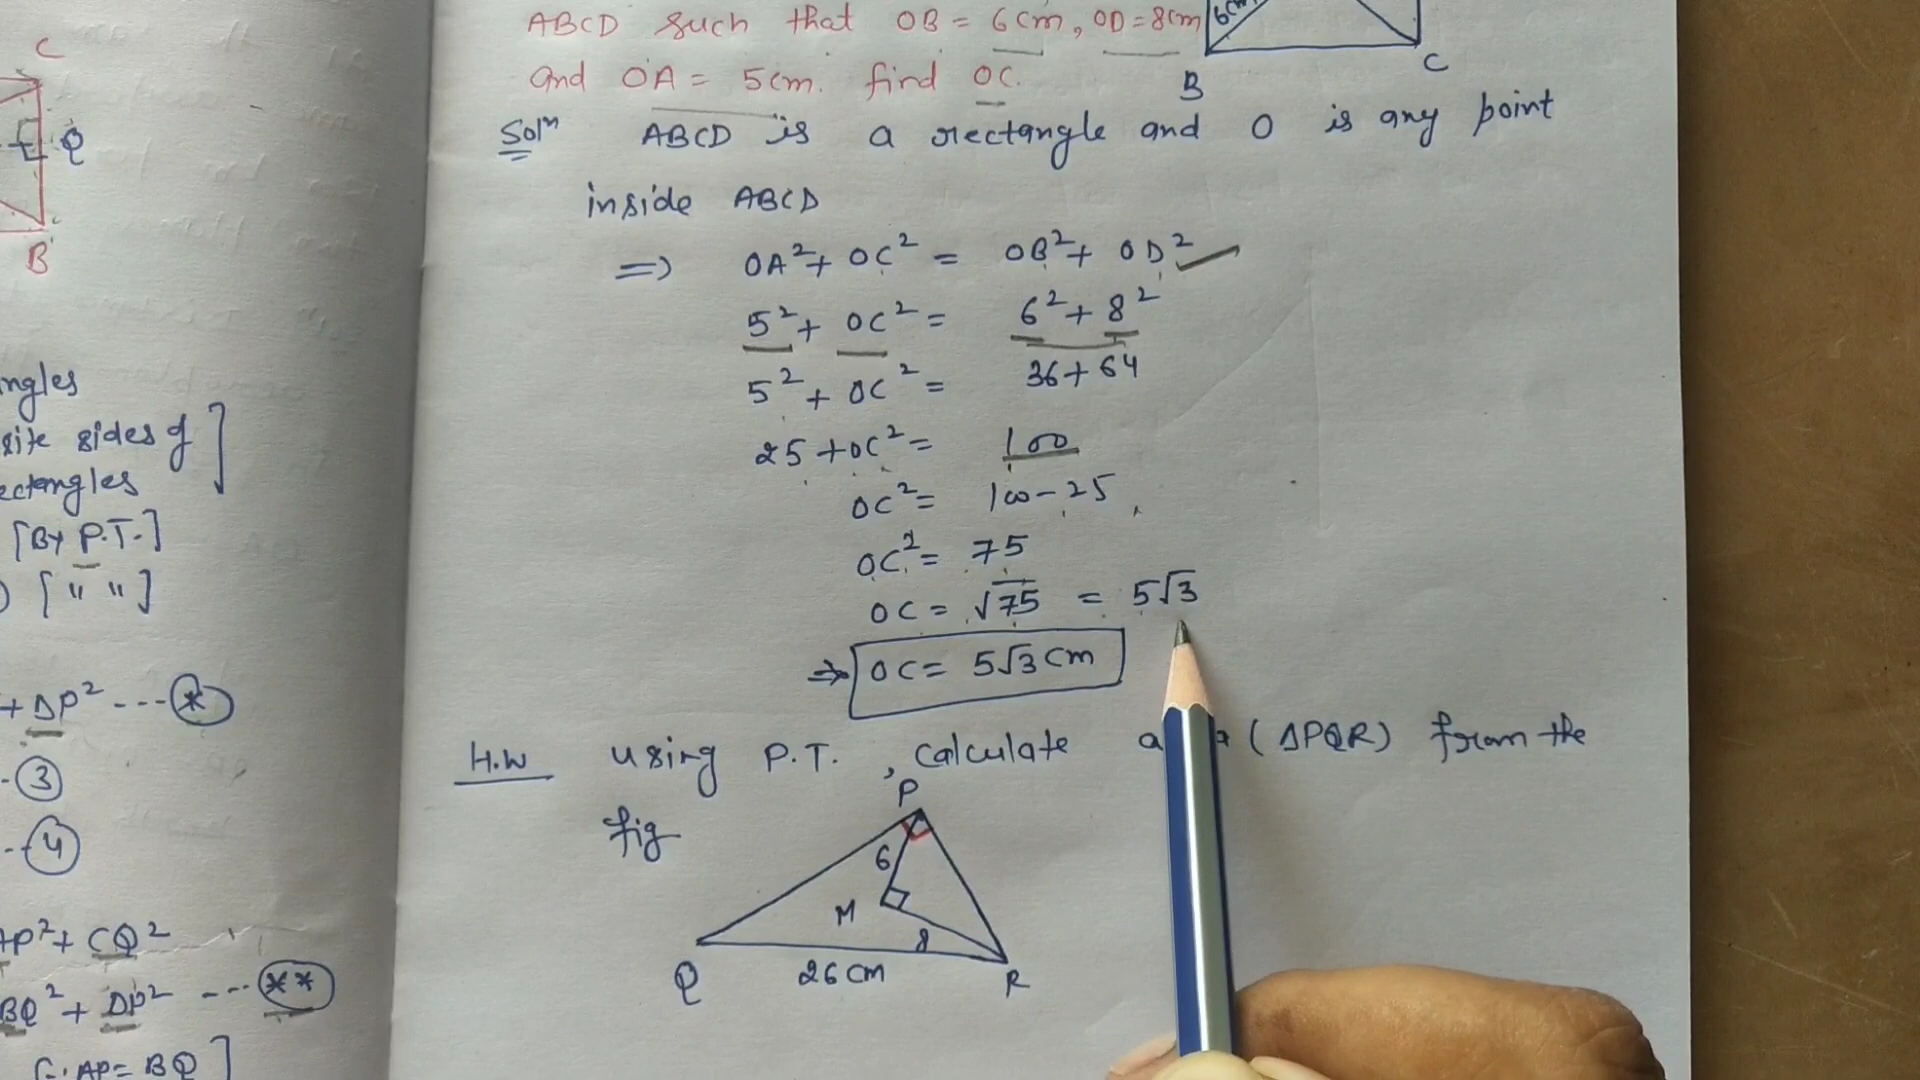 C
Q
B
ngles
site sides of
ectangles
[By P.T.]
[ " " ]
+ DP² ---- (*)
- (3)
-- (4)
AP²+ CQ²
BQ² + DP² --- (**)
[∵ AP= BQ]
ABCD such that OB = 6cm, OD=8cm
and OA = 5cm. find OC.
6cm
B
C
Solⁿ ABCD is a rectangle and O is any point
inside ABCD
=> OA²+ OC² = OB²+ OD²
5²+ OC² = 6²+ 8²
5²+ OC² = 36+64
25+OC² = 100
OC² = 100-25
OC² = 75
OC = √75 = 5√3
=> OC = 5√3 cm
H.W using P.T., calculate (ΔPQR) from the
fig
P
6
M
8
Q
26 cm
R